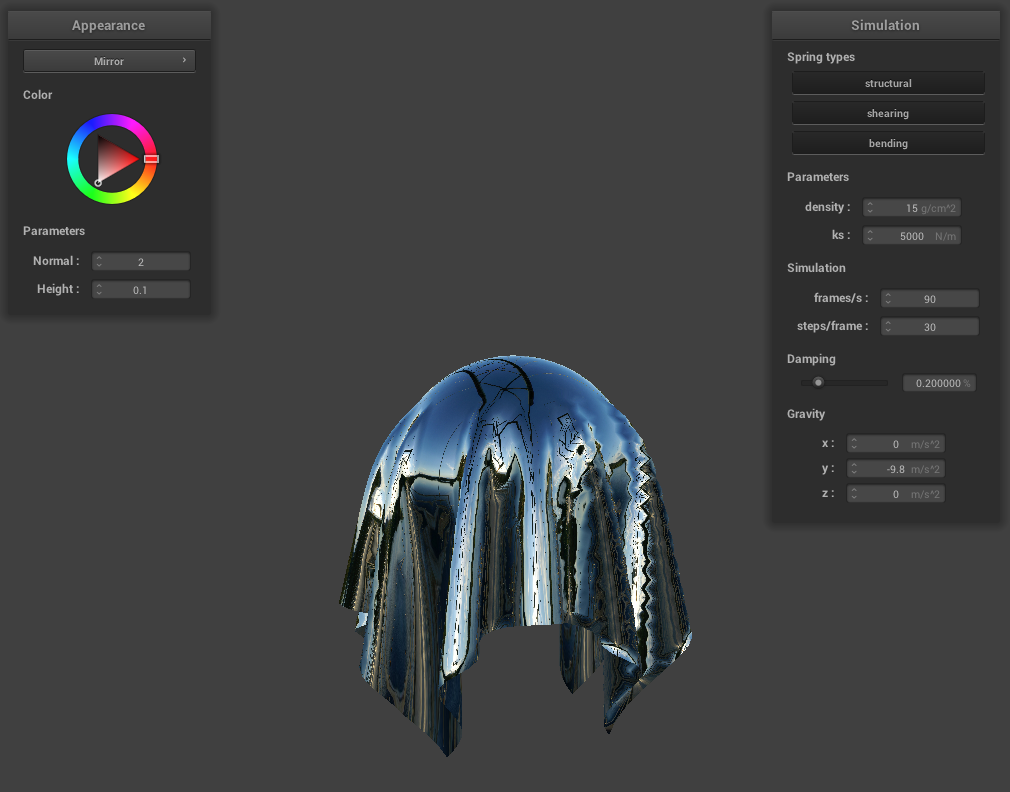 Appearance
Mirror
Color
Parameters
Normal : 2
Height : 0.1
Simulation
Spring types
structural
shearing
bending
Parameters
density : 15 g/cm^2
ks : 5000 N/m
Simulation
frames/s : 90
steps/frame : 30
Damping
0.200000 %
Gravity
x : 0 m/s^2
y : -9.8 m/s^2
z : 0 m/s^2